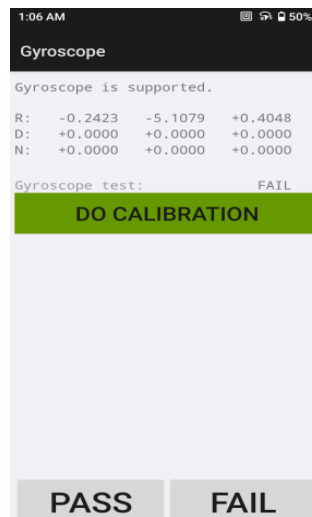 1:06 AM 50%
Gyroscope
Gyroscope is supported.
R: -0.2423 -5.1079 +0.4048
D: +0.0000 +0.0000 +0.0000
N: +0.0000 +0.0000 +0.0000
Gyroscope test: FAIL
DO CALIBRATION
PASS FAIL